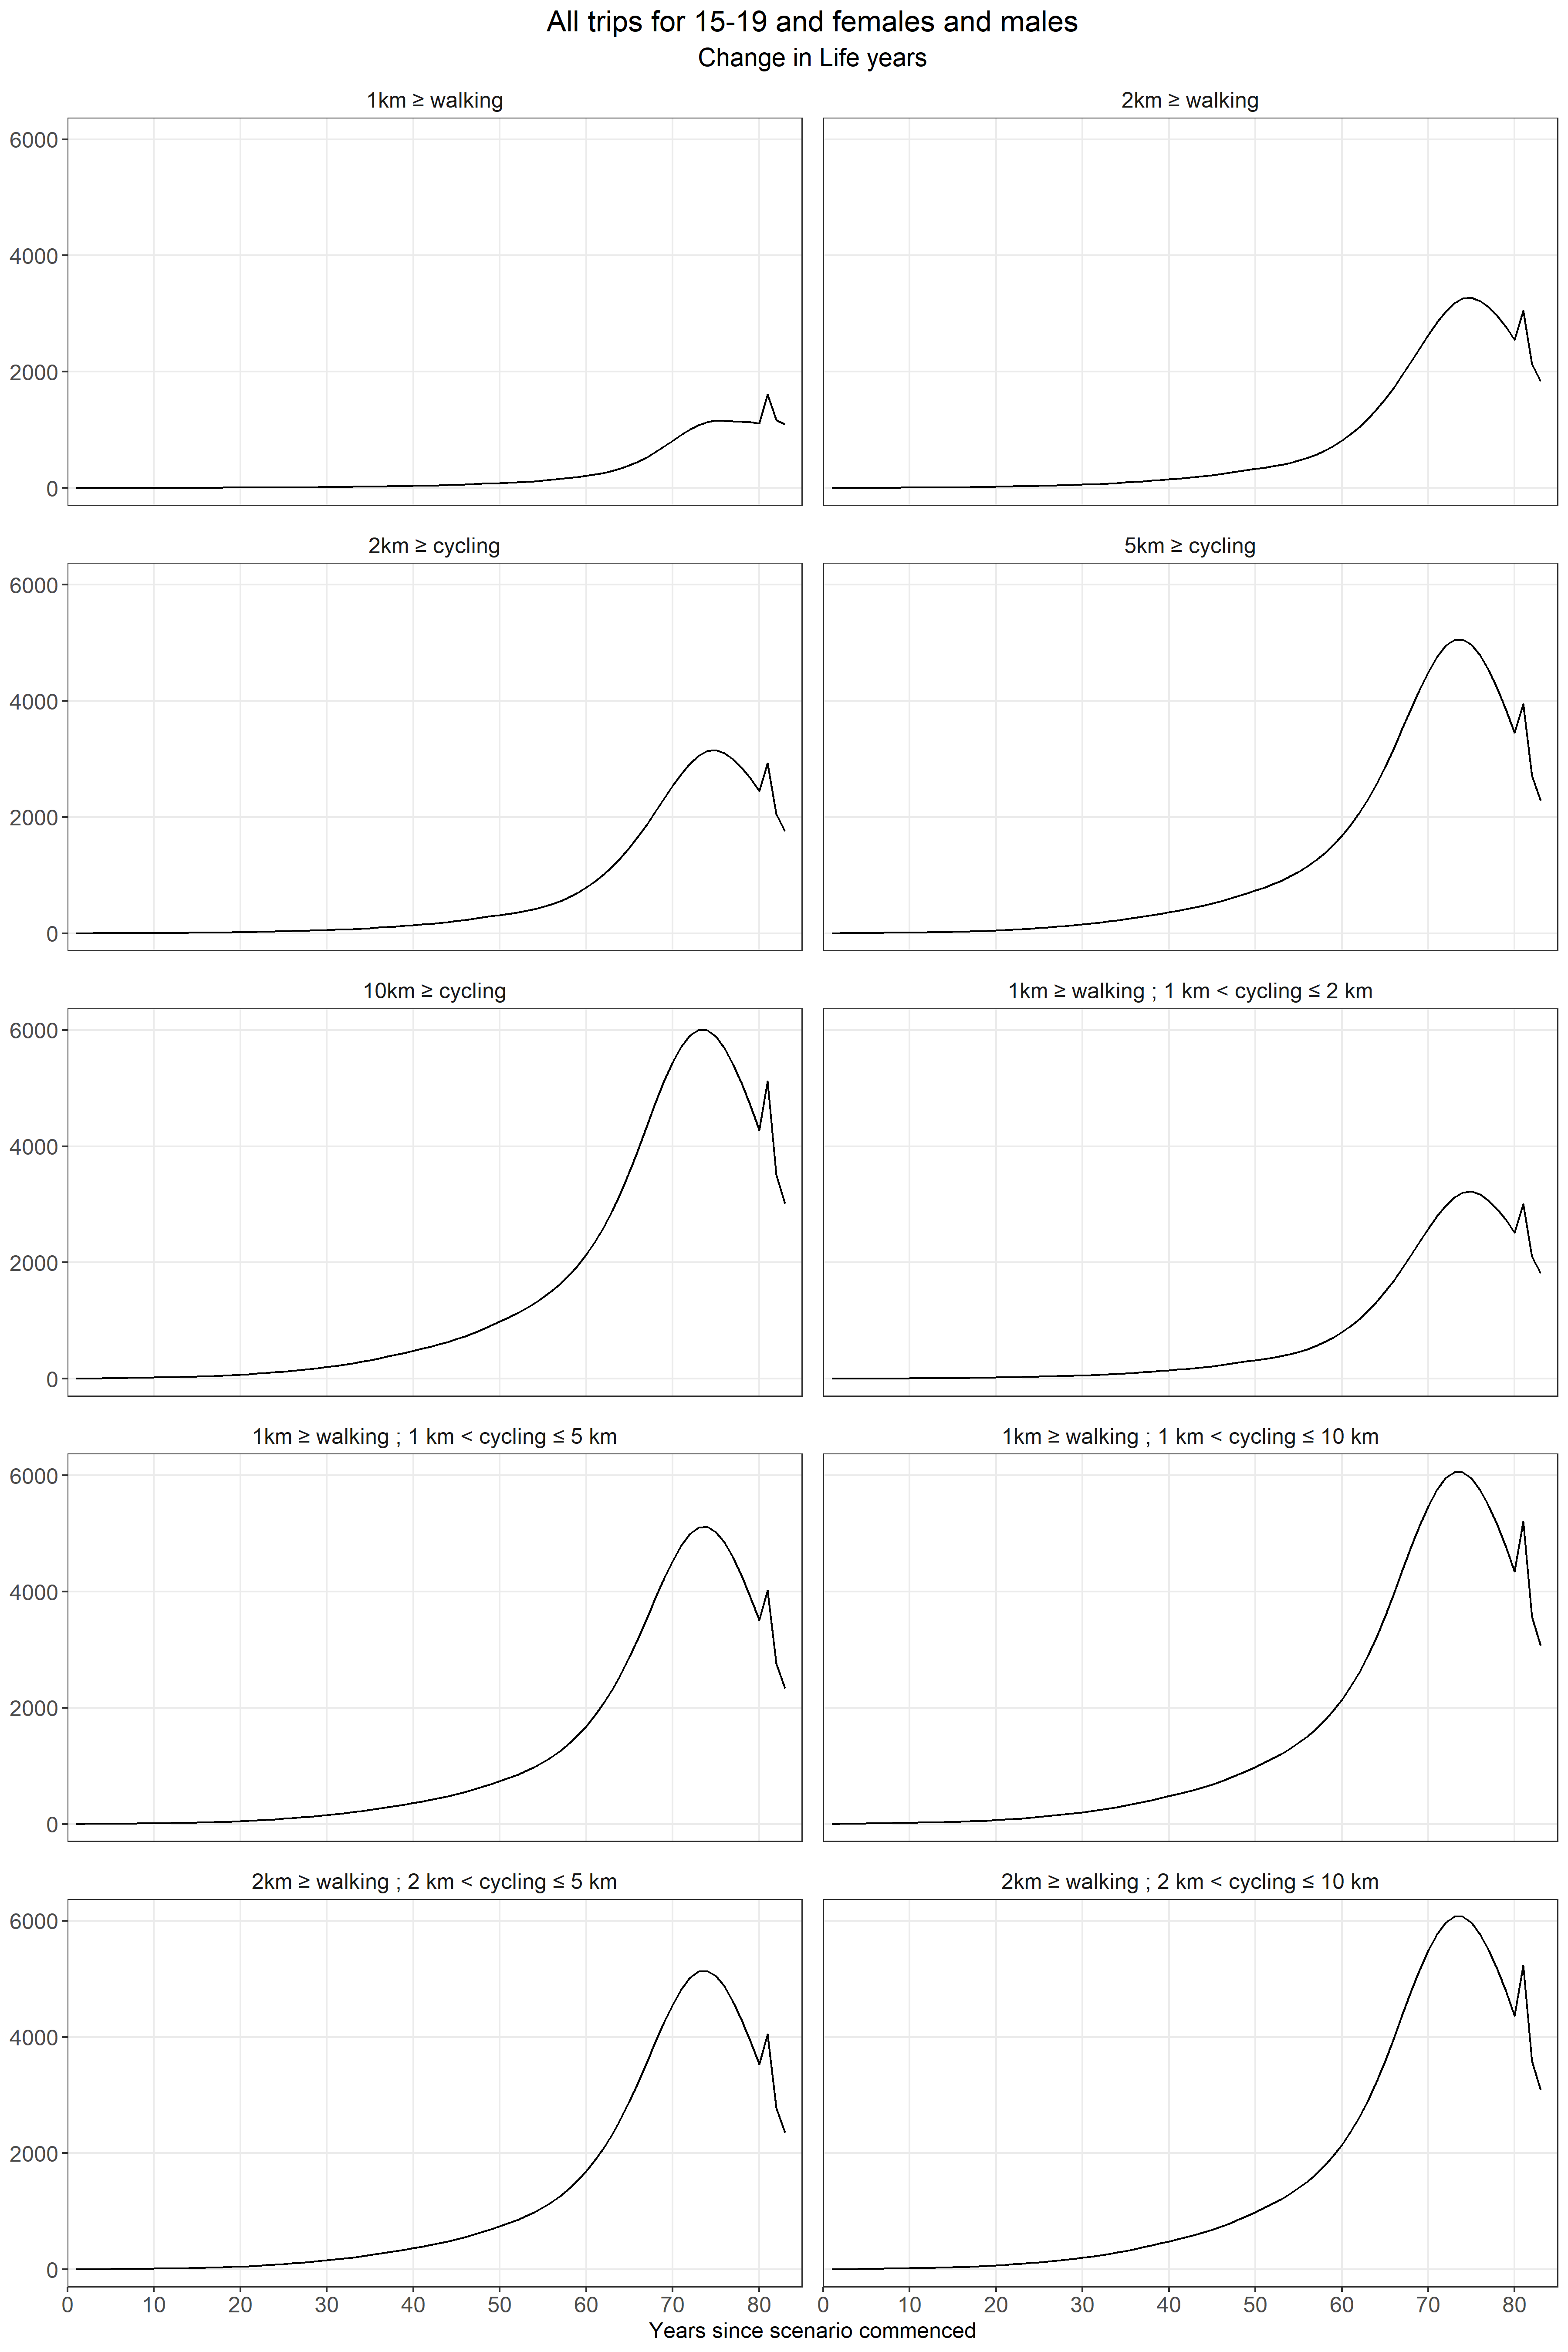 All trips for 15-19 and females and males
Change in Life years
1km ≥ walking
2km ≥ walking
6000
4000
2000
0
2km ≥ cycling
5km ≥ cycling
6000
4000
2000
0
10km ≥ cycling
1km ≥ walking ; 1 km < cycling ≤ 2 km
6000
4000
2000
0
1km ≥ walking ; 1 km < cycling ≤ 5 km
1km ≥ walking ; 1 km < cycling ≤ 10 km
6000
4000
2000
0
2km ≥ walking ; 2 km < cycling ≤ 5 km
2km ≥ walking ; 2 km < cycling ≤ 10 km
6000
4000
2000
0
0 10 20 30 40 50 60 70 80 0 10 20 30 40 50 60 70 80
Years since scenario commenced